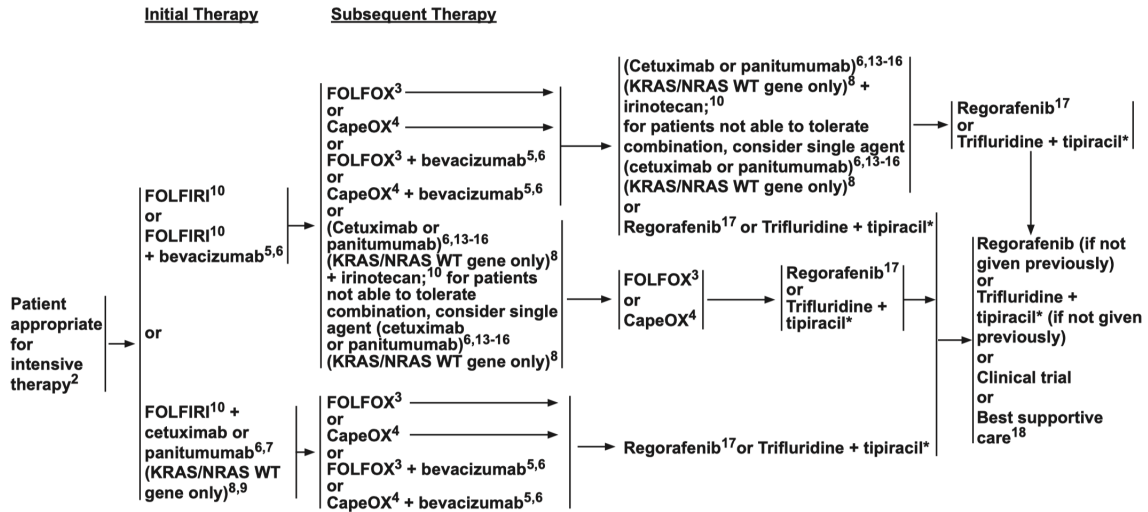 Initial Therapy
Subsequent Therapy
Patient
appropriate
for
intensive
therapy2
FOLFIRI10
or
FOLFIRI10
+ bevacizumab5,6
or
FOLFIRI10 +
cetuximab or
panitumumab6,7
(KRAS/NRAS WT
gene only)8,9
FOLFOX3
or
CapeOX4
or
FOLFOX3 + bevacizumab5,6
or
CapeOX4 + bevacizumab5,6
or
(Cetuximab or
panitumumab)6,13-16
(KRAS/NRAS WT gene only)8
+ irinotecan;10 for patients
not able to tolerate
combination, consider single
agent (cetuximab
or panitumumab)6,13-16
(KRAS/NRAS WT gene only)8
FOLFOX3
or
CapeOX4
or
FOLFOX3 + bevacizumab5,6
or
CapeOX4 + bevacizumab5,6
(Cetuximab or panitumumab)6,13-16
(KRAS/NRAS WT gene only)8 +
irinotecan;10
for patients not able to tolerate
combination, consider single agent
(cetuximab or panitumumab)6,13-16
(KRAS/NRAS WT gene only)8
or
Regorafenib17 or Trifluridine + tipiracil*
FOLFOX3
or
CapeOX4
Regorafenib17
or
Trifluridine +
tipiracil*
Regorafenib17or Trifluridine + tipiracil*
Regorafenib17
or
Trifluridine + tipiracil*
Regorafenib (if not
given previously)
or
Trifluridine +
tipiracil* (if not given
previously)
or
Clinical trial
or
Best supportive
care18